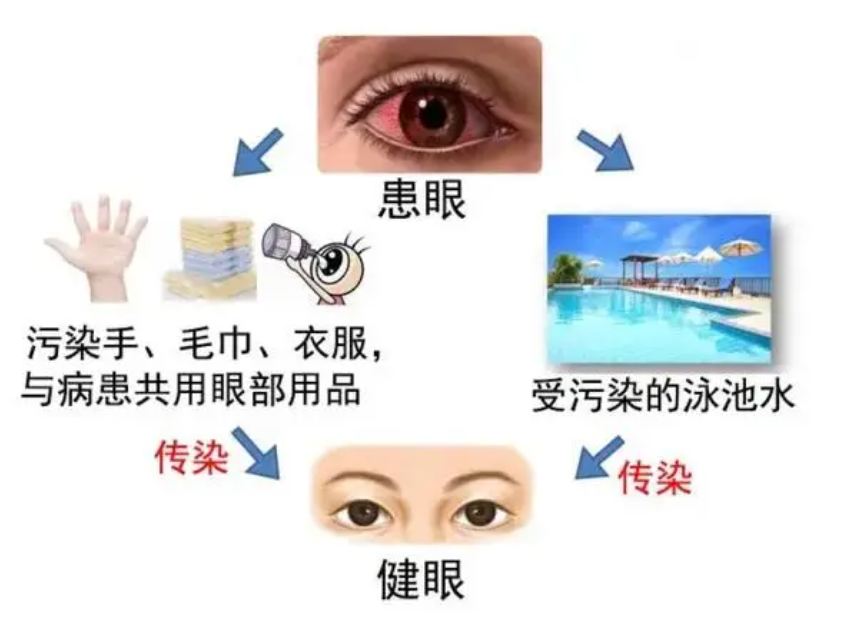 患眼
污染手、毛巾、衣服,
与病患共用眼部用品
受污染的泳池水
传染
传染
健眼